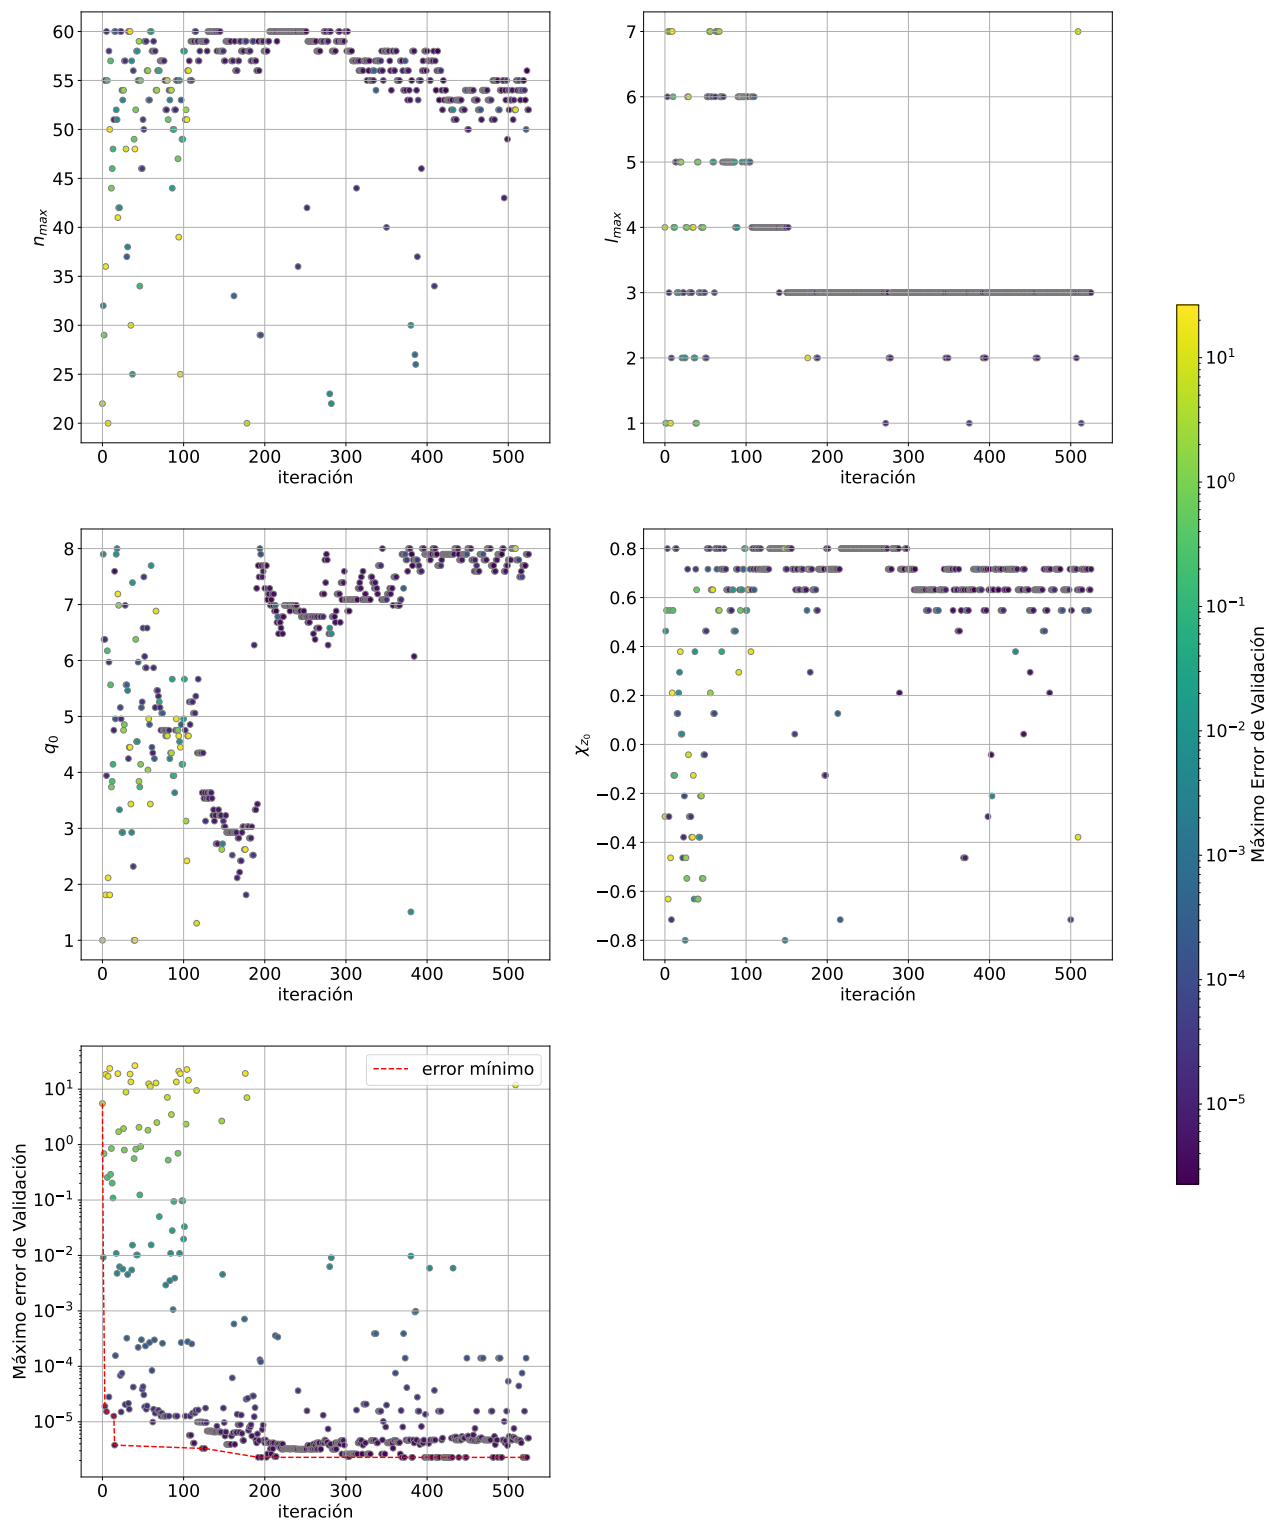 60
55
50
45
40
35
30
25
20
n_max
0 100 200 300 400 500
iteración
7
6
5
4
3
2
1
l_max
0 100 200 300 400 500
iteración
8
7
6
5
4
3
2
1
q_0
0 100 200 300 400 500
iteración
0.8
0.6
0.4
0.2
0.0
−0.2
−0.4
−0.6
−0.8
χ_z_0
0 100 200 300 400 500
iteración
10^1
10^0
10^−1
10^−2
10^−3
10^−4
10^−5
Máximo Error de Validación
error mínimo
10^1
10^0
10^−1
10^−2
10^−3
10^−4
10^−5
Máximo error de Validación
0 100 200 300 400 500
iteración